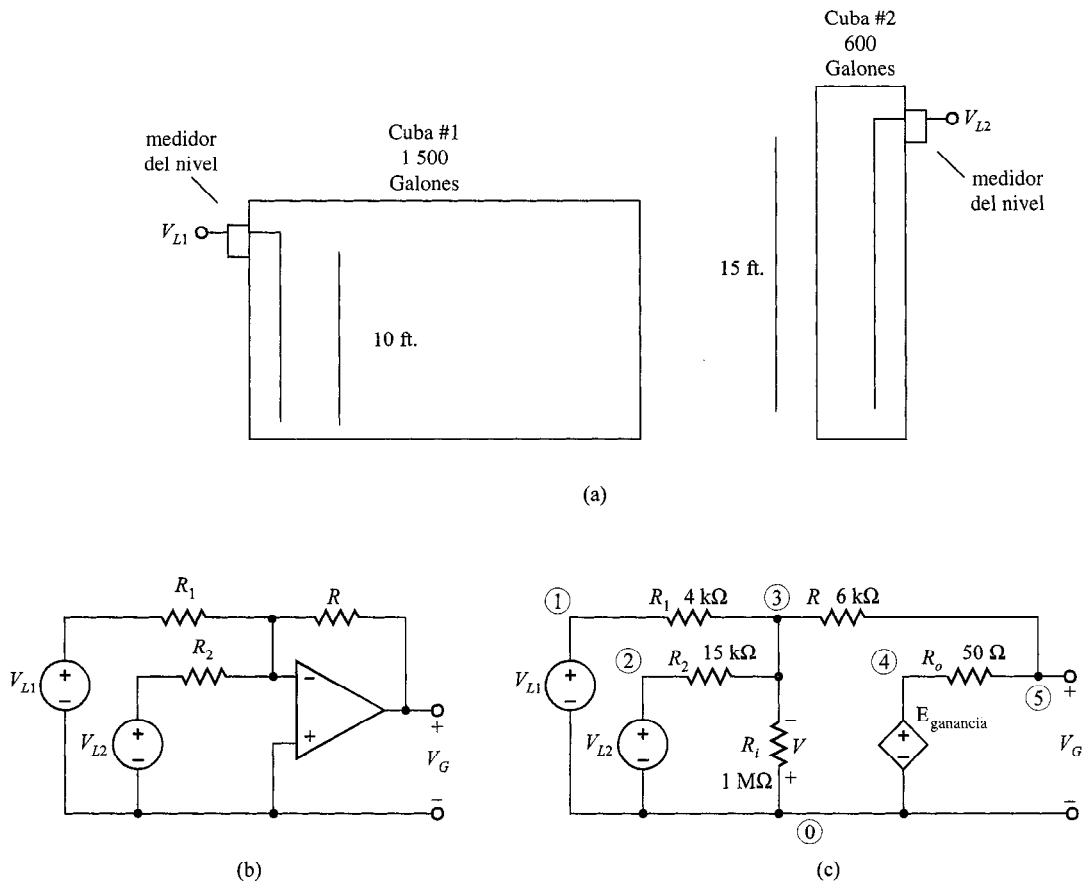 Cuba #2
600
Galones
V_L2
medidor
del nivel
Cuba #1
1 500
Galones
medidor
del nivel
V_L1
10 ft.
15 ft.
(a)
R_1
R
R_2
V_L1
+
−
V_L2
+
−
−
+
+
V_G
−
(b)
1
R_1 4 kΩ
3
R 6 kΩ
2
R_2 15 kΩ
4
R_o 50 Ω
5
V_L1
+
−
V_L2
+
−
R_i
−
V
+
1 MΩ
E_ganancia
+
−
+
V_G
−
0
(c)